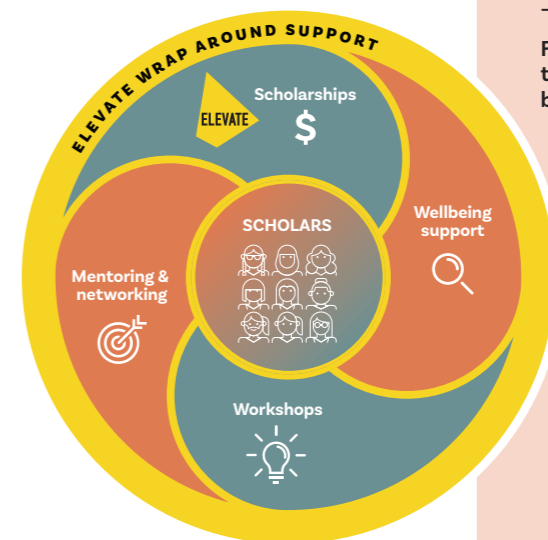 ELEVATE WRAP AROUND SUPPORT
Scholarships
$
ELEVATE
Wellbeing
support
SCHOLARS
Mentoring &
networking
Workshops